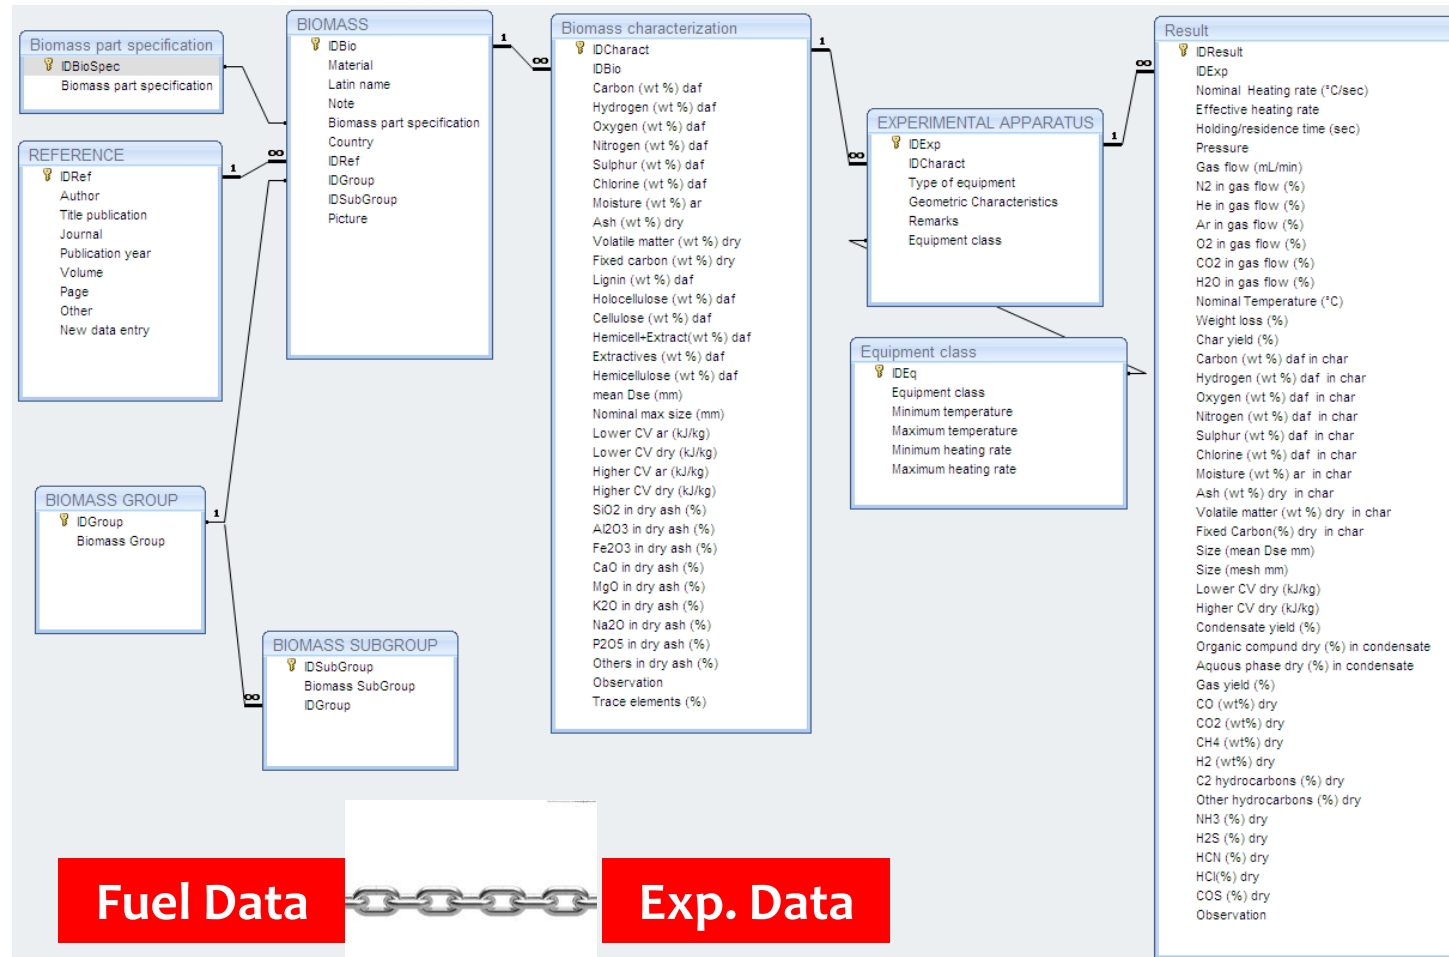 Biomass part specification
IDBioSpec
Biomass part specification
REFERENCE
IDRef
Author
Title publication
Journal
Publication year
Volume
Page
Other
New data entry
BIOMASS GROUP
IDGroup
Biomass Group
BIOMASS SUBGROUP
IDSubGroup
Biomass SubGroup
IDGroup
BIOMASS
IDBio
Material
Latin name
Note
Biomass part specification
Country
IDRef
IDGroup
IDSubGroup
Picture
Biomass characterization
IDCharact
IDBio
Carbon (wt %) daf
Hydrogen (wt %) daf
Oxygen (wt %) daf
Nitrogen (wt %) daf
Sulphur (wt %) daf
Chlorine (wt %) daf
Moisture (wt %) ar
Ash (wt %) dry
Volatile matter (wt %) dry
Fixed carbon (wt %) dry
Lignin (wt %) daf
Holocellulose (wt %) daf
Cellulose (wt %) daf
Hemicell+Extract(wt %) daf
Extractives (wt %) daf
Hemicellulose (wt %) daf
mean Dse (mm)
Nominal max size (mm)
Lower CV ar (kJ/kg)
Lower CV dry (kJ/kg)
Higher CV ar (kJ/kg)
Higher CV dry (kJ/kg)
SiO2 in dry ash (%)
Al2O3 in dry ash (%)
Fe2O3 in dry ash (%)
CaO in dry ash (%)
MgO in dry ash (%)
K2O in dry ash (%)
Na2O in dry ash (%)
P2O5 in dry ash (%)
Others in dry ash (%)
Observation
Trace elements (%)
EXPERIMENTAL APPARATUS
IDExp
IDCharact
Type of equipment
Geometric Characteristics
Remarks
Equipment class
Equipment class
IDEq
Equipment class
Minimum temperature
Maximum temperature
Minimum heating rate
Maximum heating rate
Result
IDResult
IDExp
Nominal Heating rate (°C/sec)
Effective heating rate
Holding/residence time (sec)
Pressure
Gas flow (mL/min)
N2 in gas flow (%)
He in gas flow (%)
Ar in gas flow (%)
O2 in gas flow (%)
CO2 in gas flow (%)
H2O in gas flow (%)
Nominal Temperature (°C)
Weight loss (%)
Char yield (%)
Carbon (wt %) daf in char
Hydrogen (wt %) daf in char
Oxygen (wt %) daf in char
Nitrogen (wt %) daf in char
Sulphur (wt %) daf in char
Chlorine (wt %) daf in char
Moisture (wt %) ar in char
Ash (wt %) dry in char
Volatile matter (wt %) dry in char
Fixed Carbon(%) dry in char
Size (mean Dse mm)
Size (mesh mm)
Lower CV dry (kJ/kg)
Higher CV dry (kJ/kg)
Condensate yield (%)
Organic compund dry (%) in condensate
Aquous phase dry (%) in condensate
Gas yield (%)
CO (wt%) dry
CO2 (wt%) dry
CH4 (wt%) dry
H2 (wt%) dry
C2 hydrocarbons (%) dry
Other hydrocarbons (%) dry
NH3 (%) dry
H2S (%) dry
HCN (%) dry
HCl(%) dry
COS (%) dry
Observation
1
∞
1
∞
1
∞
1
∞
1
∞
Fuel Data
Exp. Data